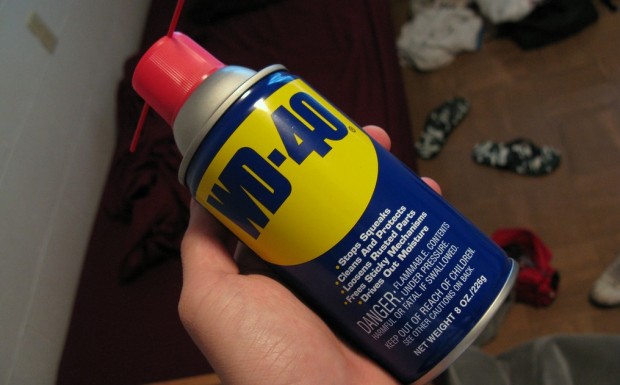 WD-40®
•Stops Squeaks
•Cleans And Protects
•Loosens Rusted Parts
•Frees Sticky Mechanisms
•Drives Out Moisture
DANGER: FLAMMABLE, CONTENTS
UNDER PRESSURE,
HARMFUL OR FATAL IF SWALLOWED.
KEEP OUT OF REACH OF CHILDREN.
SEE OTHER CAUTIONS ON BACK.
NET WEIGHT 8 OZ./226g